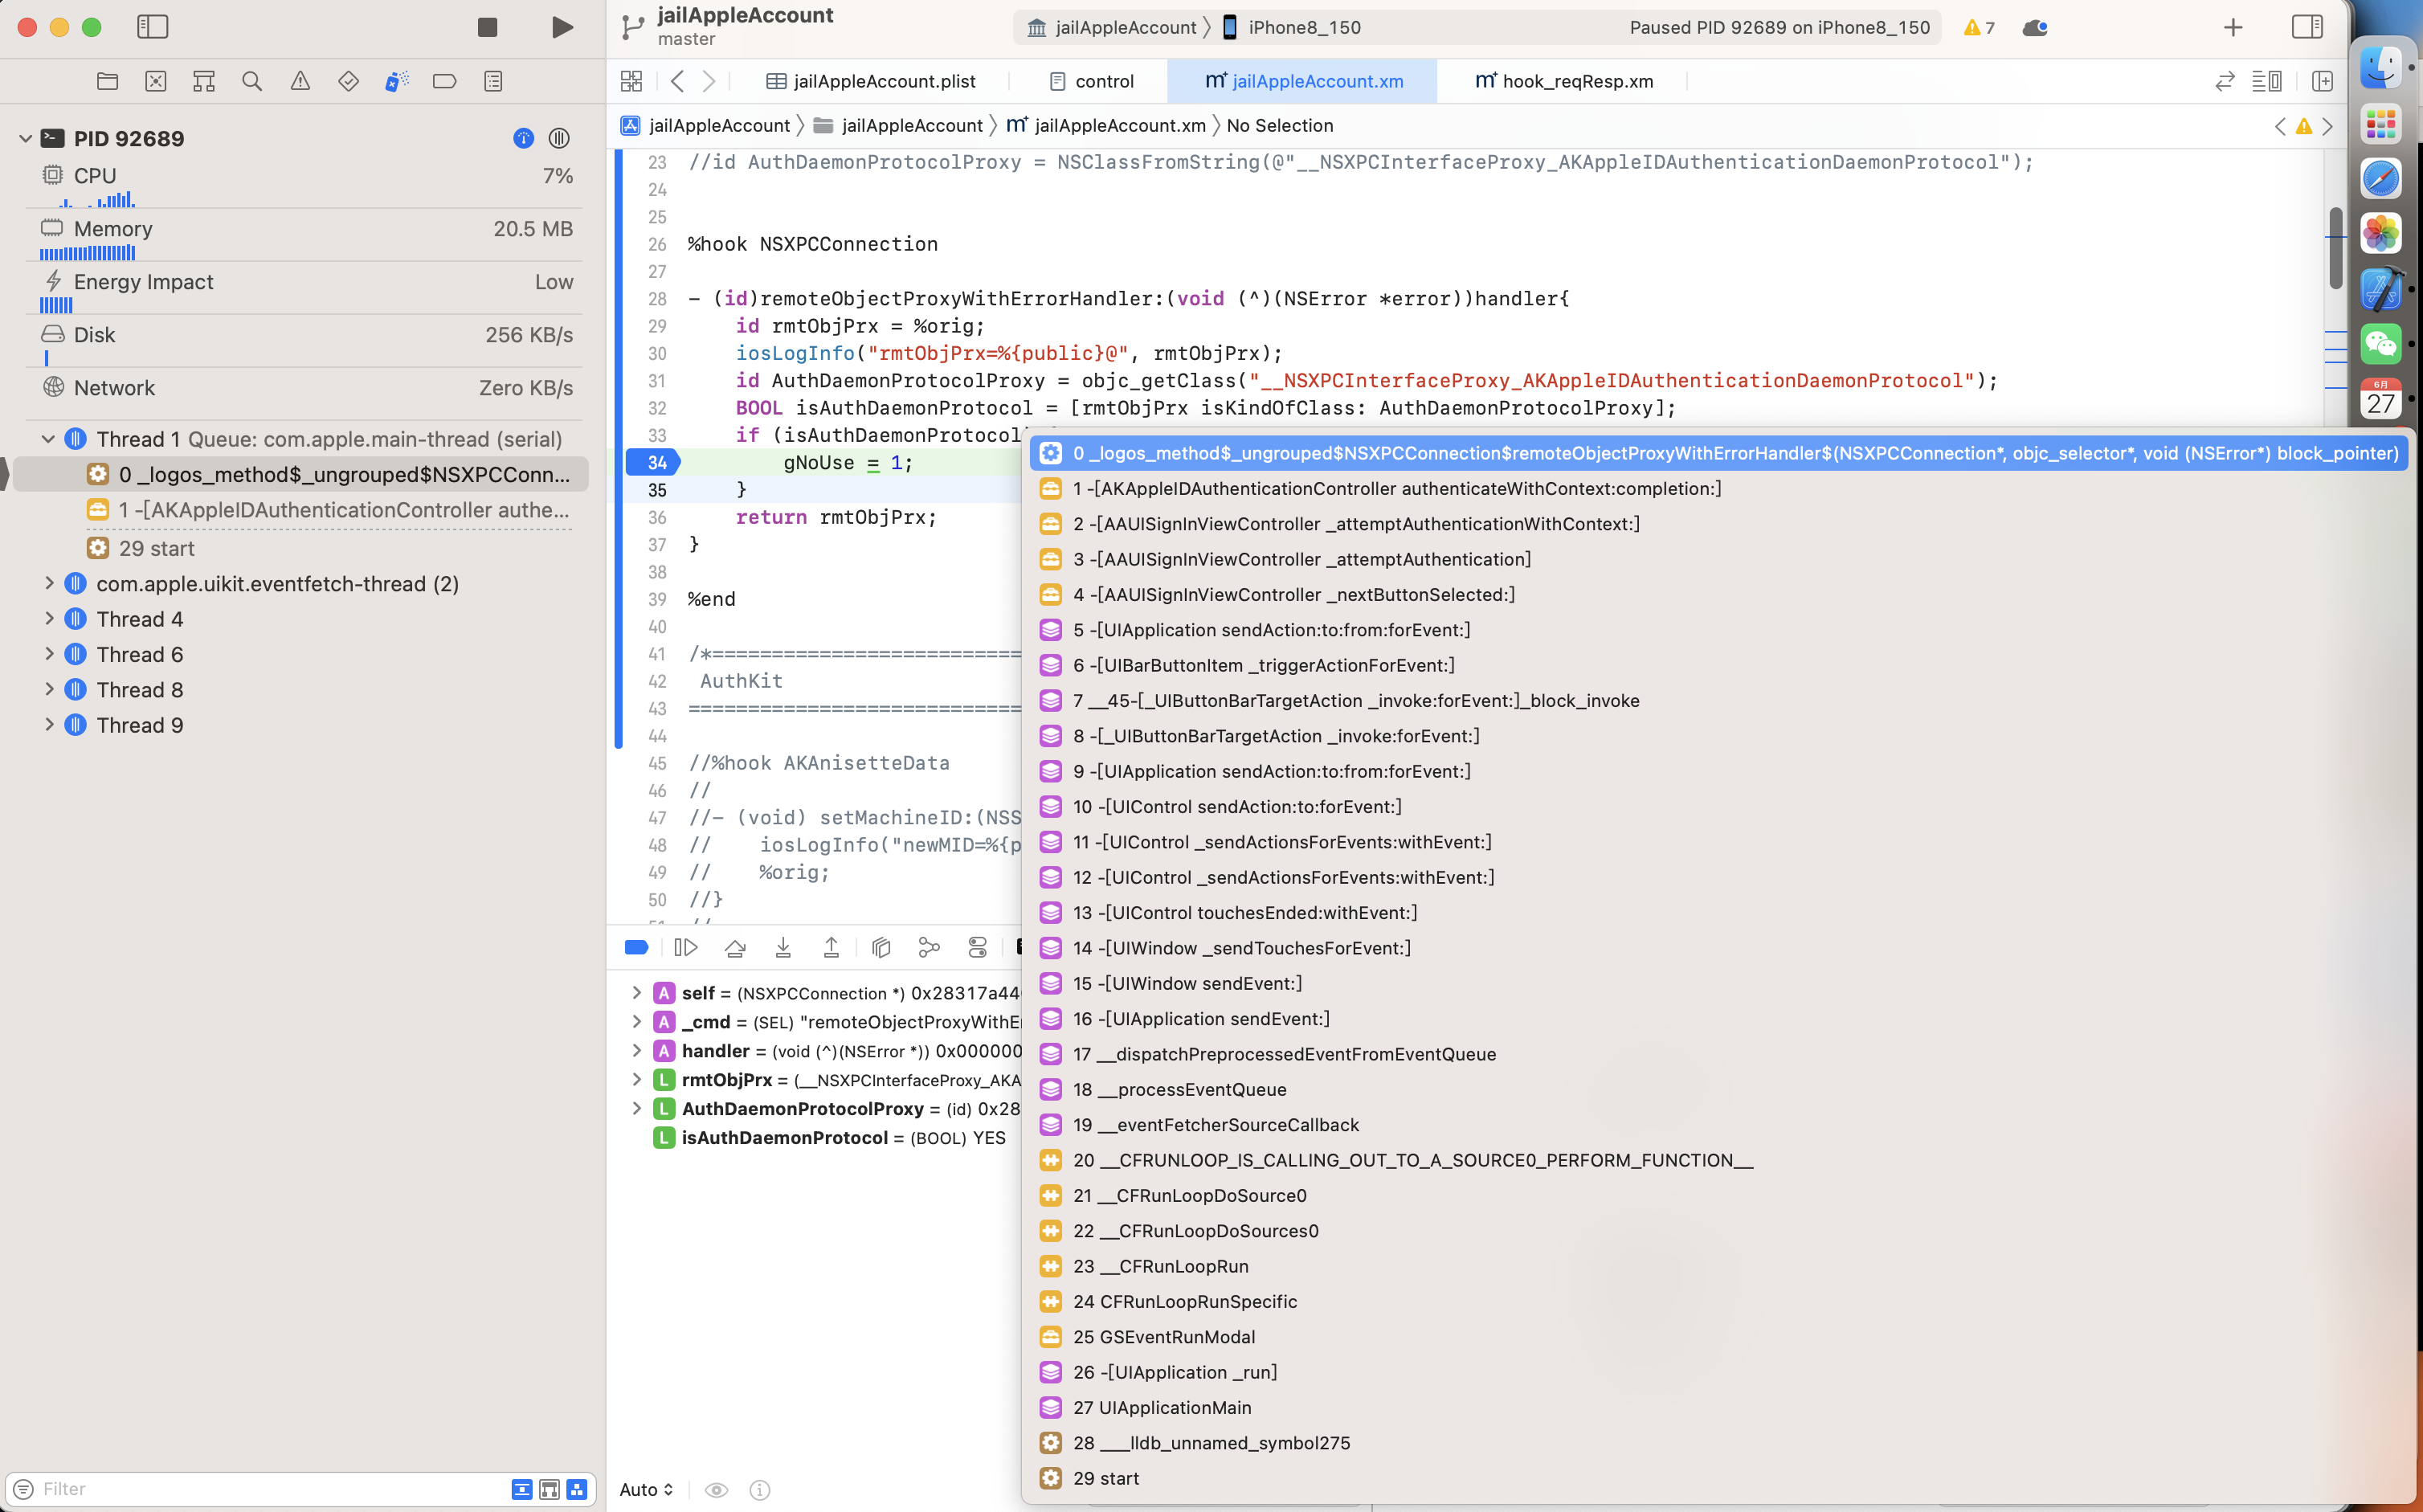 jailAppleAccount
master
jailAppleAccount
iPhone8_150
Paused PID 92689 on iPhone8_150
7
jailAppleAccount.plist
control
jailAppleAccount.xm
hook_reqResp.xm
jailAppleAccount
jailAppleAccount
jailAppleAccount.xm
No Selection
PID 92689
CPU
7%
Memory
20.5 MB
Energy Impact
Low
Disk
256 KB/s
Network
Zero KB/s
Thread 1 Queue: com.apple.main-thread (serial)
0 _logos_method$_ungrouped$NSXPCConn...
1 -[AKAppleIDAuthenticationController authe...
29 start
com.apple.uikit.eventfetch-thread (2)
Thread 4
Thread 6
Thread 8
Thread 9
Filter
23 //id AuthDaemonProtocolProxy = NSClassFromString(@"__NSXPCInterfaceProxy_AKAppleIDAuthenticationDaemonProtocol");
24
25
26 %hook NSXPCConnection
27
28 - (id)remoteObjectProxyWithErrorHandler:(void (^)(NSError *error))handler{
29 id rmtObjPrx = %orig;
30 iosLogInfo("rmtObjPrx=%{public}@", rmtObjPrx);
31 id AuthDaemonProtocolProxy = objc_getClass("__NSXPCInterfaceProxy_AKAppleIDAuthenticationDaemonProtocol");
32 BOOL isAuthDaemonProtocol = [rmtObjPrx isKindOfClass: AuthDaemonProtocolProxy];
33 if (isAuthDaemonProtocol)
34 gNoUse = 1;
35 }
36 return rmtObjPrx;
37 }
38
39 %end
40
41 /*==========================
42 AuthKit
43 ============================
44
45 //%hook AKAnisetteData
46 //
47 //- (void) setMachineID:(NSS
48 // iosLogInfo("newMID=%{p
49 // %orig;
50 //}
0 _logos_method$_ungrouped$NSXPCConnection$remoteObjectProxyWithErrorHandler$(NSXPCConnection*, objc_selector*, void (NSError*) block_pointer)
1 -[AKAppleIDAuthenticationController authenticateWithContext:completion:]
2 -[AAUISignInViewController _attemptAuthenticationWithContext:]
3 -[AAUISignInViewController _attemptAuthentication]
4 -[AAUISignInViewController _nextButtonSelected:]
5 -[UIApplication sendAction:to:from:forEvent:]
6 -[UIBarButtonItem _triggerActionForEvent:]
7 __45-[_UIButtonBarTargetAction _invoke:forEvent:]_block_invoke
8 -[_UIButtonBarTargetAction _invoke:forEvent:]
9 -[UIApplication sendAction:to:from:forEvent:]
10 -[UIControl sendAction:to:forEvent:]
11 -[UIControl _sendActionsForEvents:withEvent:]
12 -[UIControl _sendActionsForEvents:withEvent:]
13 -[UIControl touchesEnded:withEvent:]
14 -[UIWindow _sendTouchesForEvent:]
15 -[UIWindow sendEvent:]
16 -[UIApplication sendEvent:]
17 __dispatchPreprocessedEventFromEventQueue
18 __processEventQueue
19 __eventFetcherSourceCallback
20 __CFRUNLOOP_IS_CALLING_OUT_TO_A_SOURCE0_PERFORM_FUNCTION__
21 __CFRunLoopDoSource0
22 __CFRunLoopDoSources0
23 __CFRunLoopRun
24 CFRunLoopRunSpecific
25 GSEventRunModal
26 -[UIApplication _run]
27 UIApplicationMain
28 ___lldb_unnamed_symbol275
29 start
A self = (NSXPCConnection *) 0x28317a44
A _cmd = (SEL) "remoteObjectProxyWithE
A handler = (void (^)(NSError *)) 0x000000
L rmtObjPrx = (__NSXPCInterfaceProxy_AKA
L AuthDaemonProtocolProxy = (id) 0x28
L isAuthDaemonProtocol = (BOOL) YES
Auto
6月
27